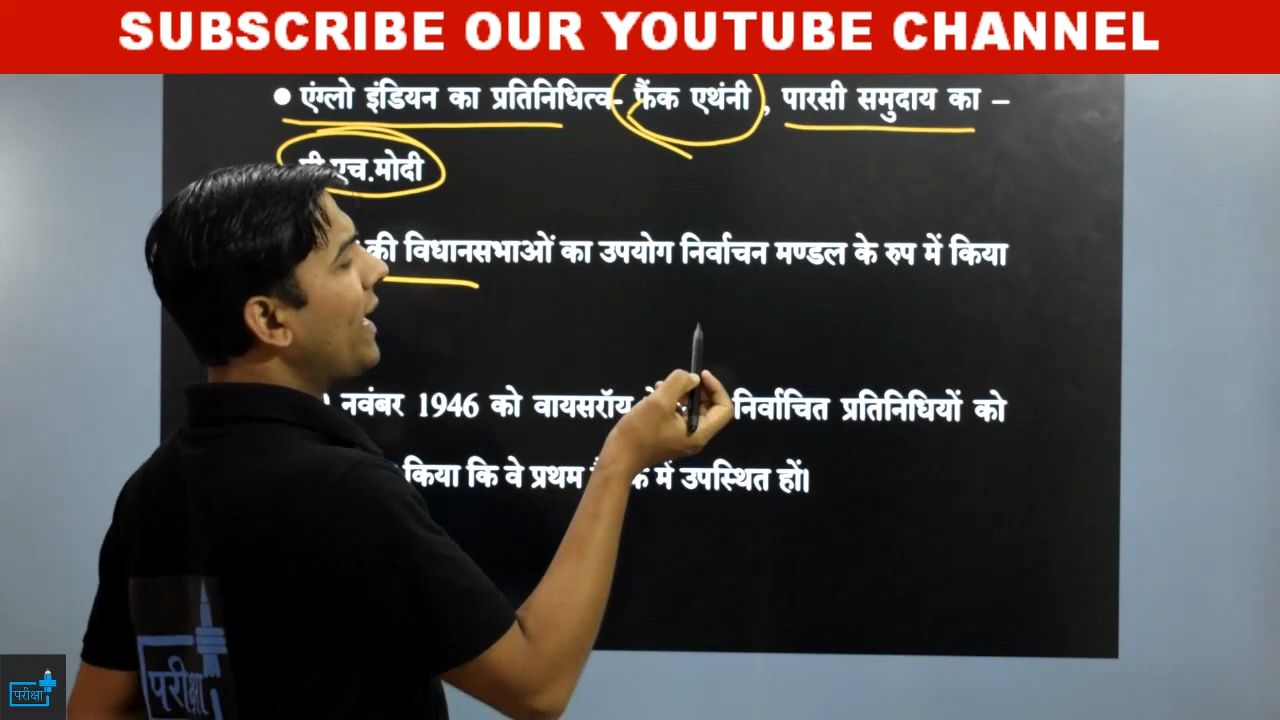 SUBSCRIBE OUR YOUTUBE CHANNEL
● एंग्लो इंडियन का प्रतिनिधित्व- फ्रैंक एथंनी , पारसी समुदाय का –
एच.मोदी
की विधानसभाओं का उपयोग निर्वाचन मण्डल के रुप में किया
नवंबर 1946 को वायसरॉय निर्वाचित प्रतिनिधियों को
किया कि वे प्रथम में उपस्थित हों।
परीक्षा
परीक्षा